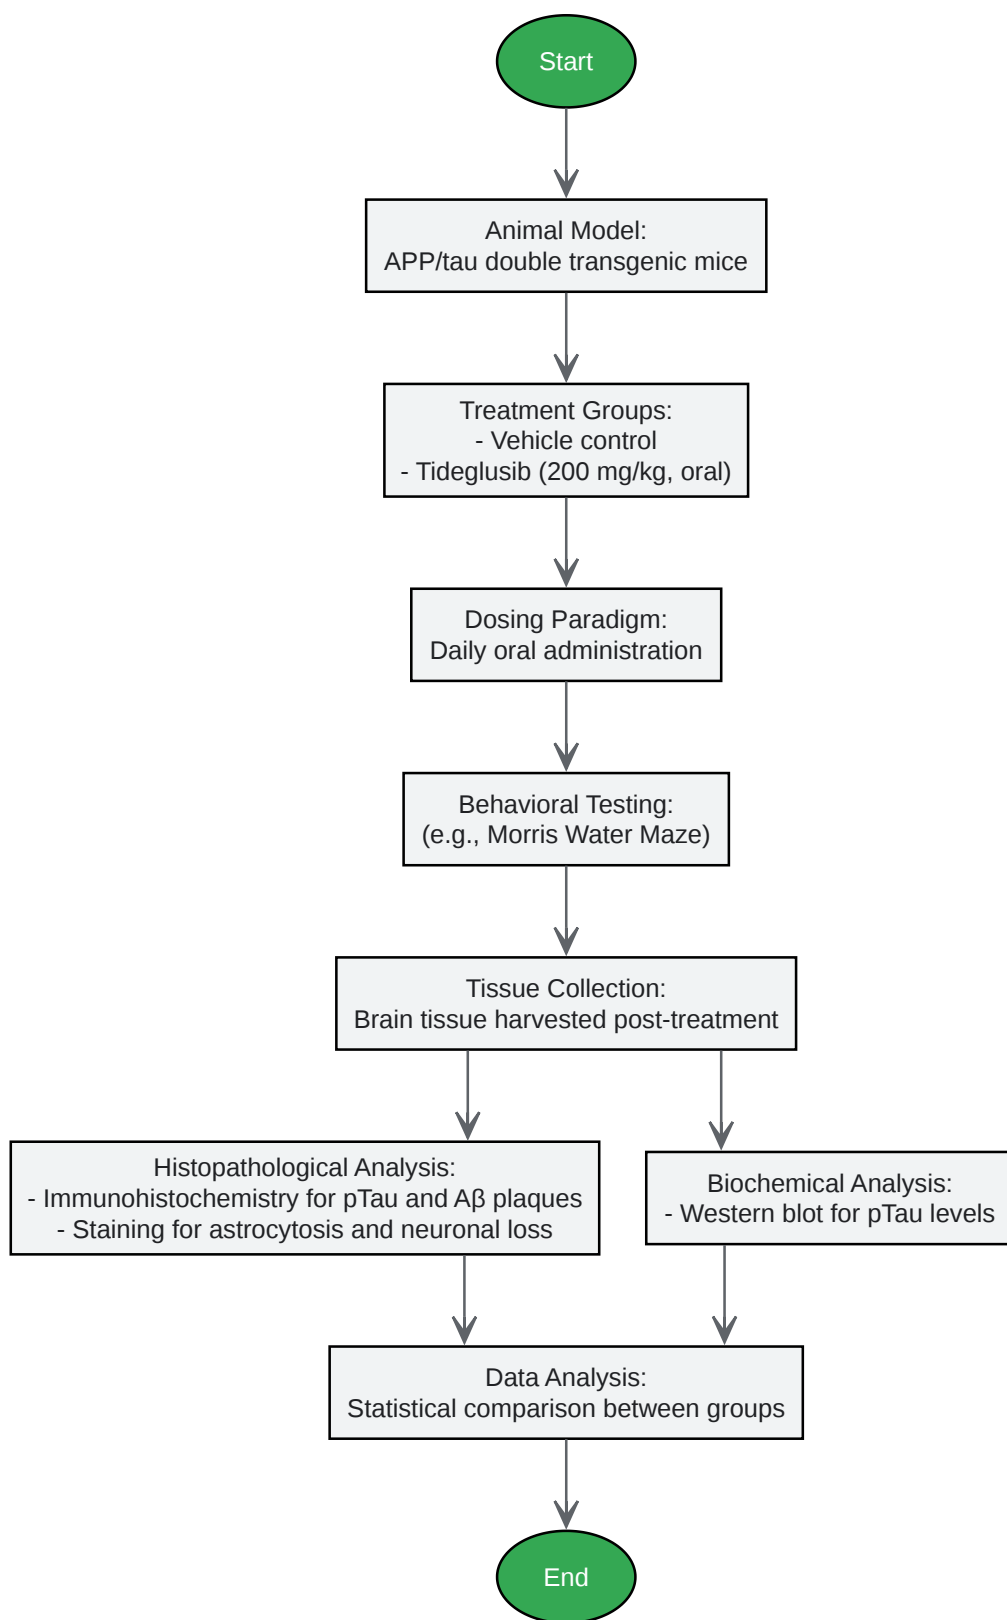 Start
Animal Model:
APP/tau double transgenic mice
Treatment Groups:
- Vehicle control
- Tideglusib (200 mg/kg, oral)
Dosing Paradigm:
Daily oral administration
Behavioral Testing:
(e.g., Morris Water Maze)
Tissue Collection:
Brain tissue harvested post-treatment
Histopathological Analysis:
- Immunohistochemistry for pTau and Aβ plaques
- Staining for astrocytosis and neuronal loss
Biochemical Analysis:
- Western blot for pTau levels
Data Analysis:
Statistical comparison between groups
End